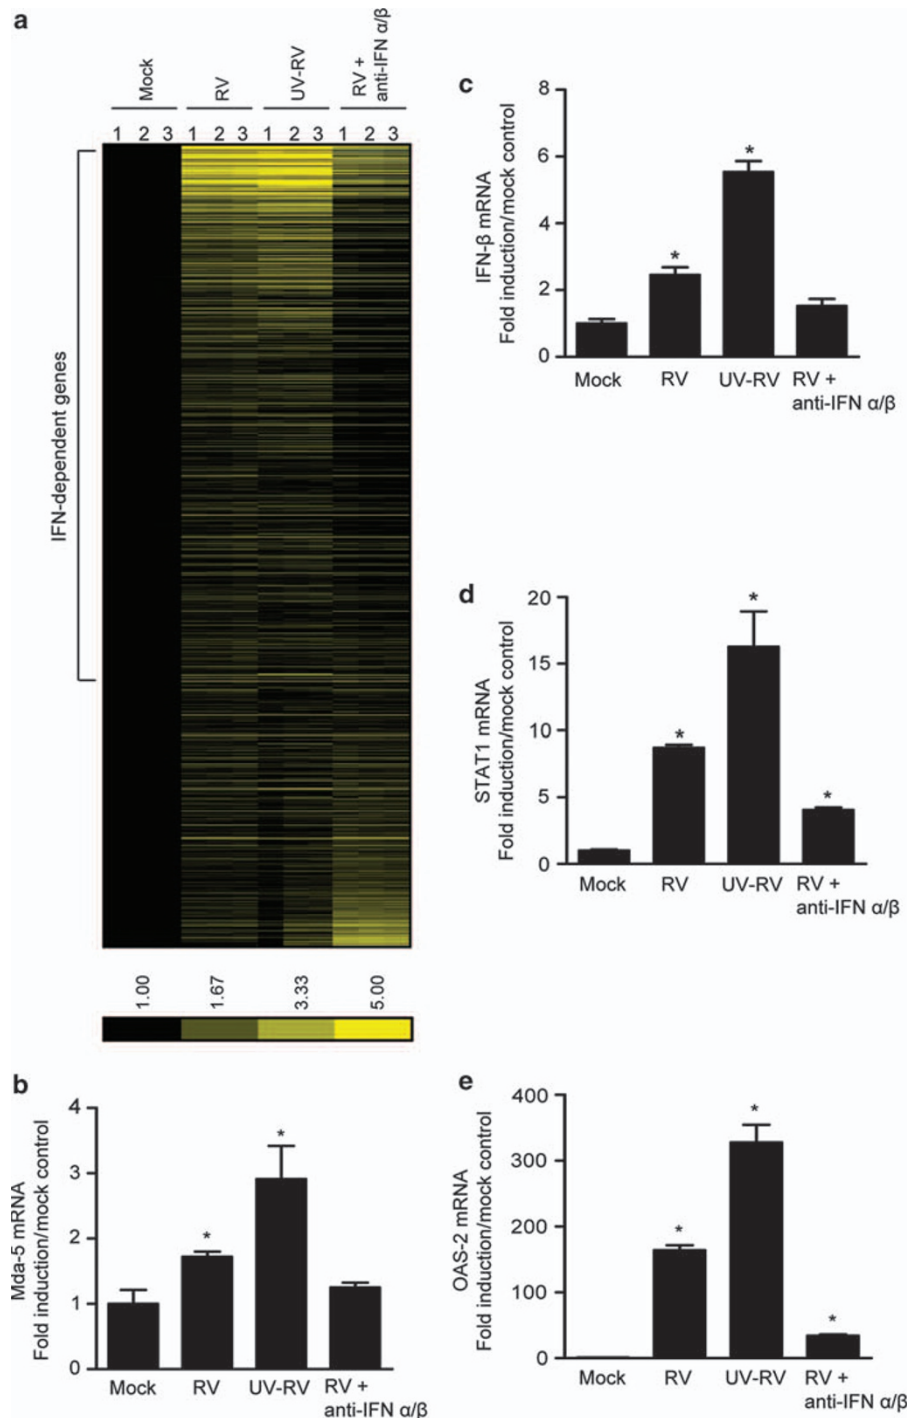 a
Mock
RV
UV-RV
RV +
anti-IFN α/β
1 2 3 1 2 3 1 2 3 1 2 3
IFN-dependent genes
1.00
1.67
3.33
5.00
b
Mda-5 mRNA
Fold induction/mock control
4
3
2
1
0
*
*
Mock
RV
UV-RV
RV +
anti-IFN α/β
c
IFN-β mRNA
Fold induction/mock control
8
6
4
2
0
*
*
Mock
RV
UV-RV
RV +
anti-IFN α/β
d
STAT1 mRNA
Fold induction/mock control
20
15
10
5
0
*
*
*
Mock
RV
UV-RV
RV +
anti-IFN α/β
e
OAS-2 mRNA
Fold induction/mock control
400
300
200
100
0
*
*
*
Mock
RV
UV-RV
RV +
anti-IFN α/β